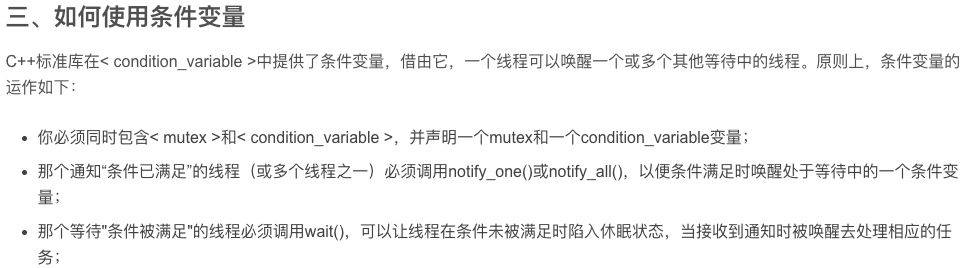 三、如何使用条件变量
C++标准库在< condition_variable >中提供了条件变量，借由它，一个线程可以唤醒一个或多个其他等待中的线程。原则上，条件变量的
运作如下：
• 你必须同时包含< mutex >和< condition_variable >，并声明一个mutex和一个condition_variable变量；
• 那个通知“条件已满足”的线程（或多个线程之一）必须调用notify_one()或notify_all()，以便条件满足时唤醒处于等待中的一个条件变
量；
• 那个等待"条件被满足"的线程必须调用wait()，可以让线程在条件未被满足时陷入休眠状态，当接收到通知时被唤醒去处理相应的任
务；